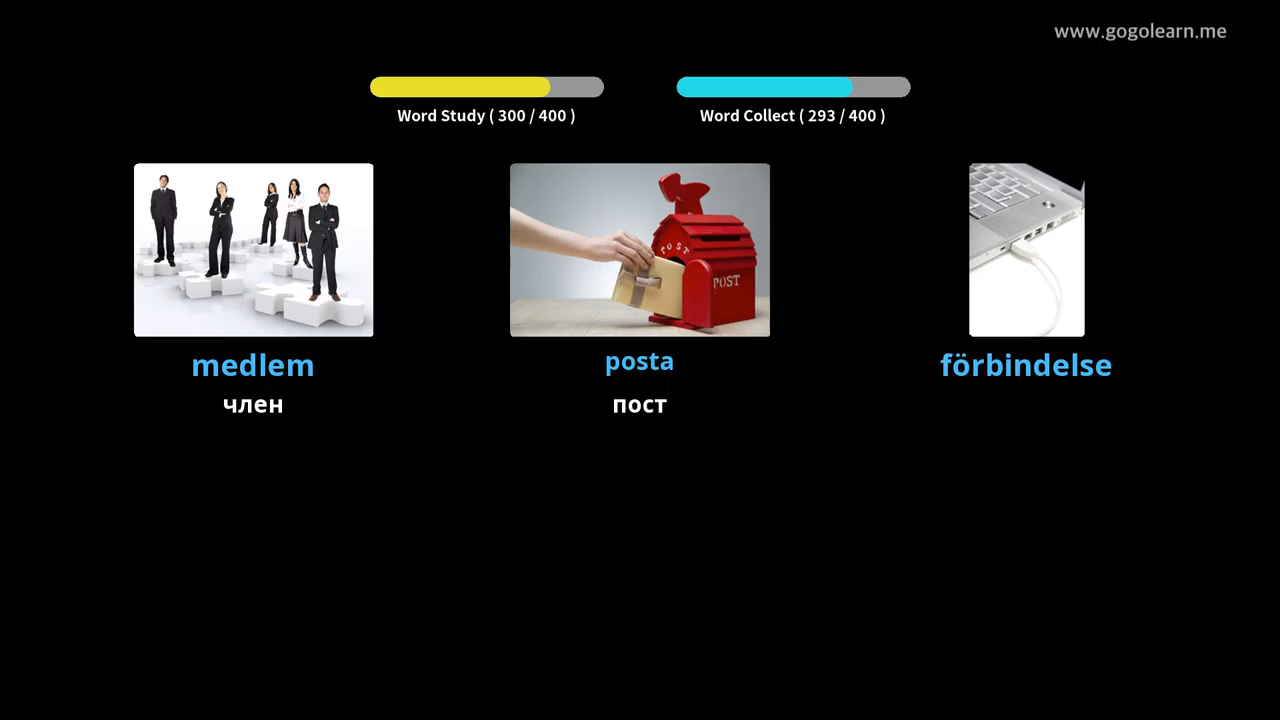 www.gogolearn.me
Word Study ( 300 / 400 )
Word Collect ( 293 / 400 )
POST
POST
medlem
posta
förbindelse
член
пост